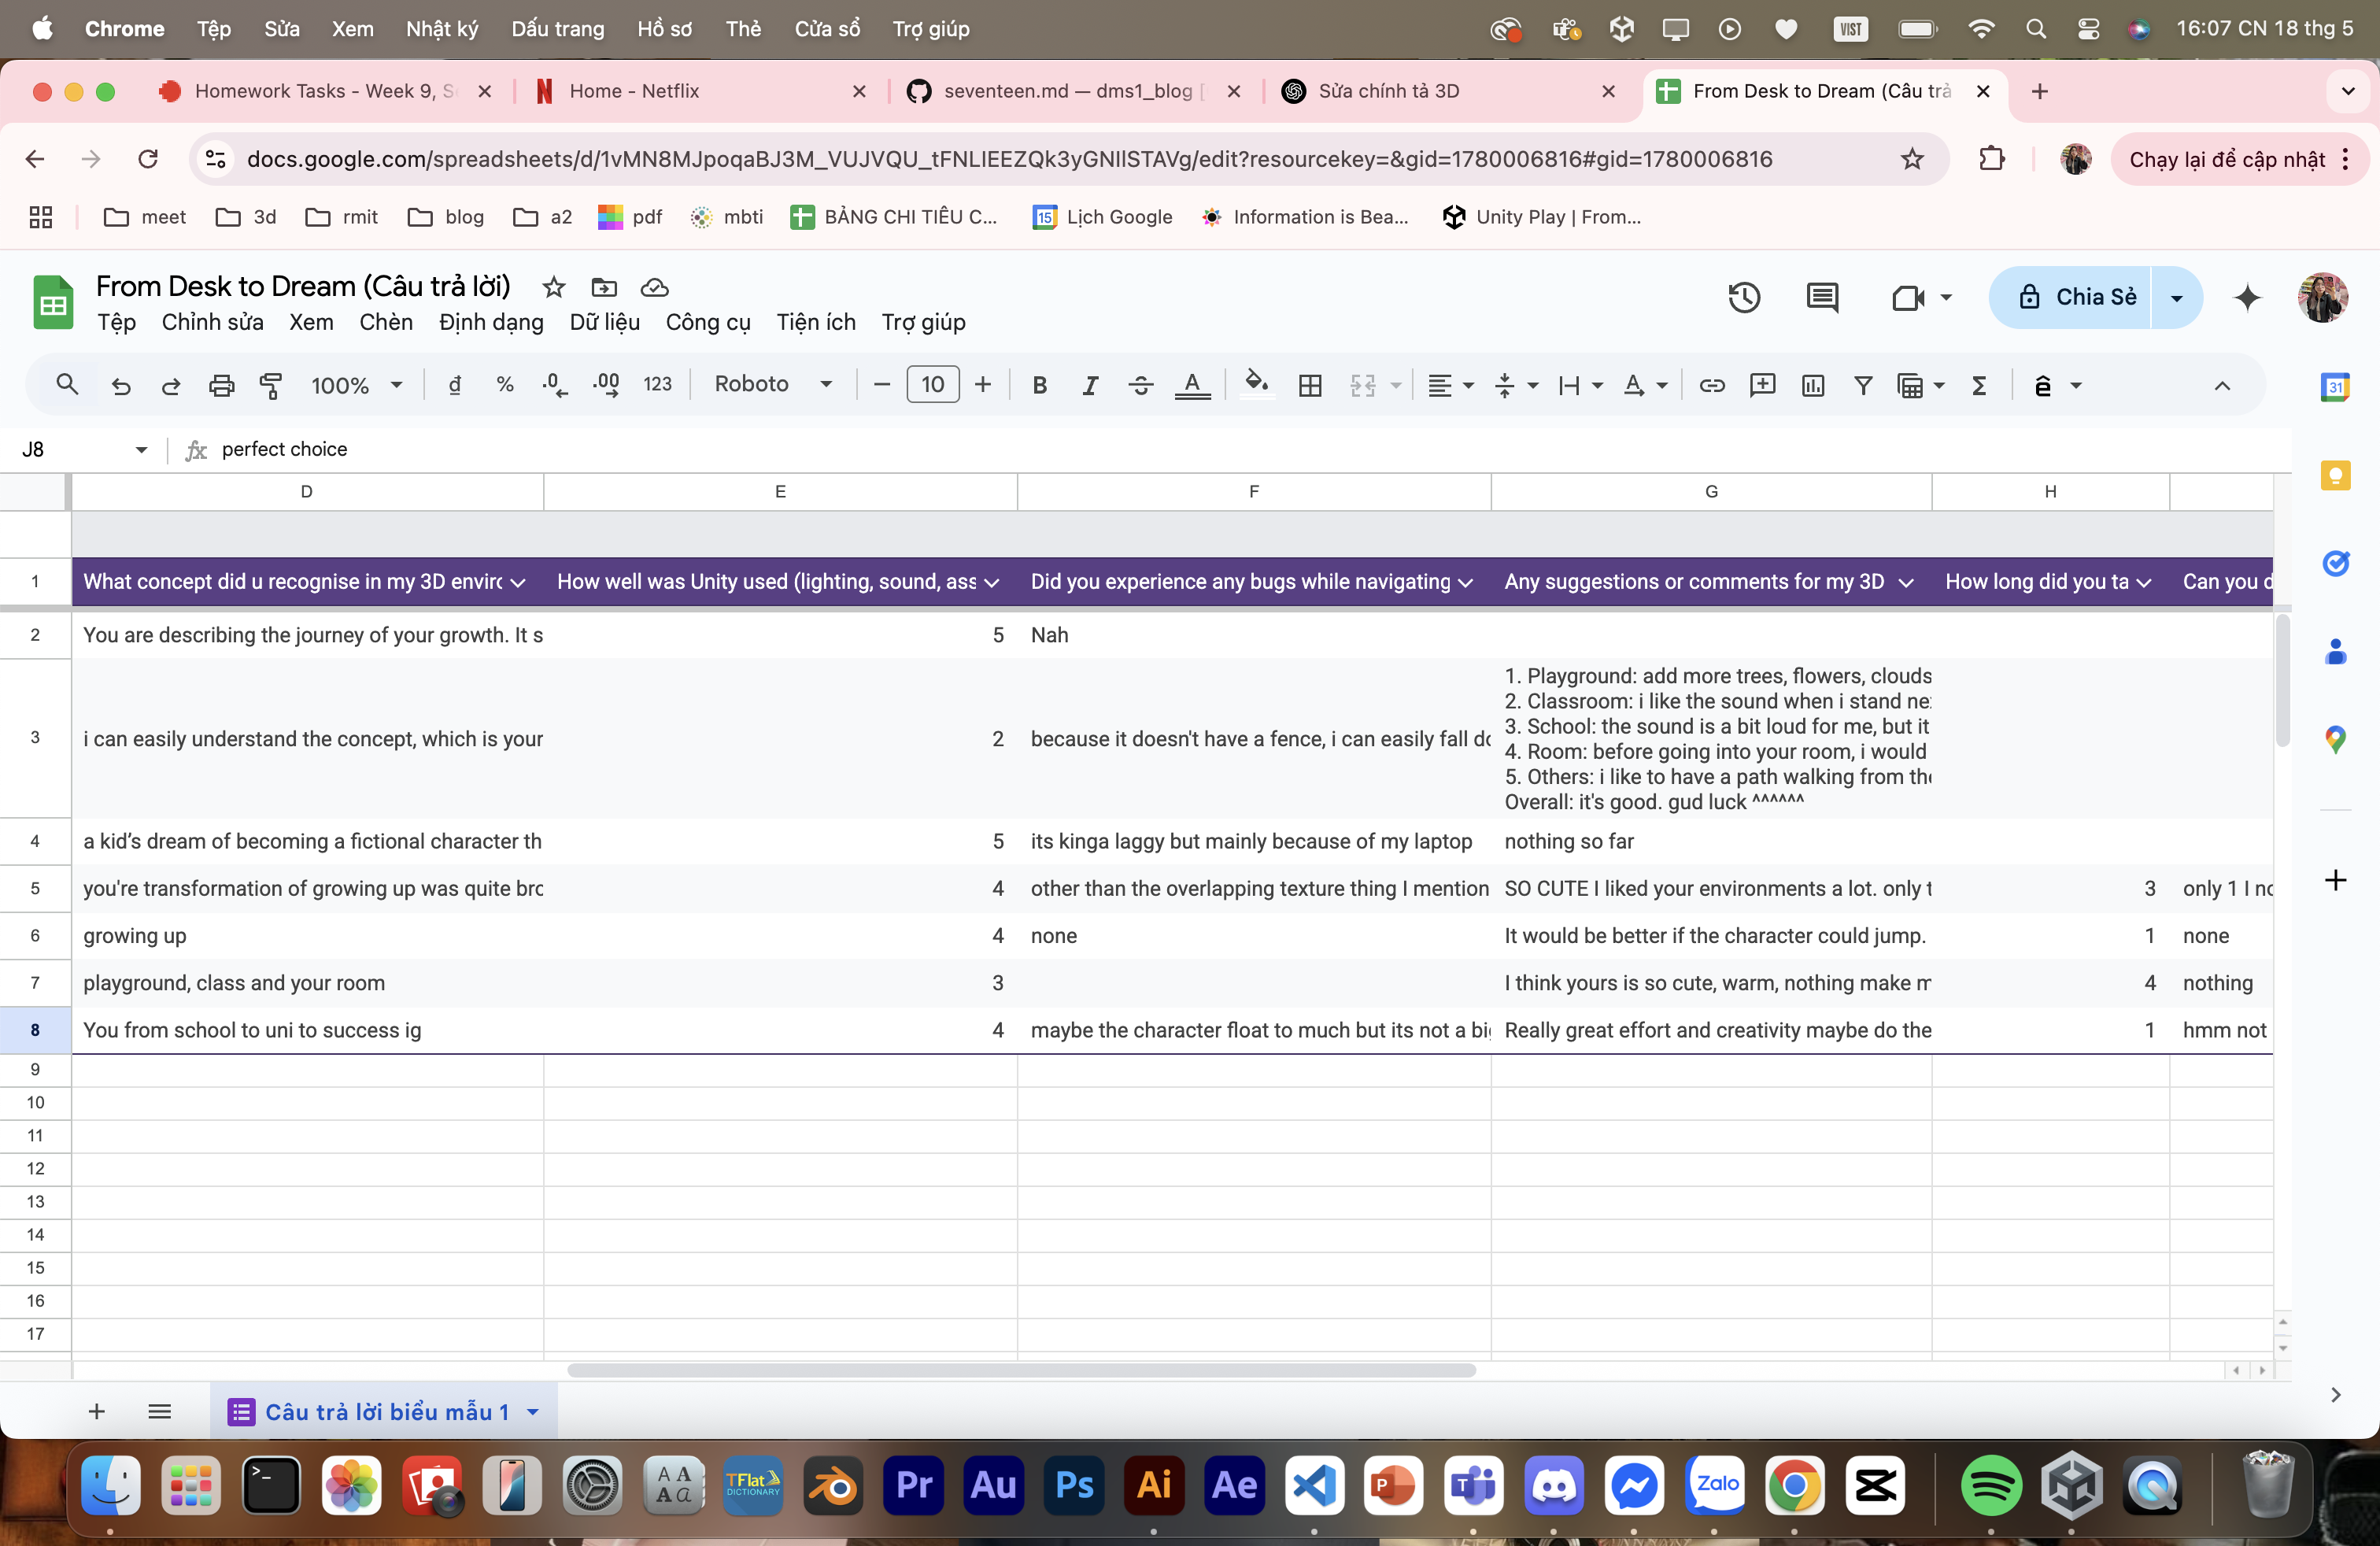 Chrome Tệp Sửa Xem Nhật ký Dấu trang Hồ sơ Thẻ Cửa sổ Trợ giúp VIST 16:07 CN 18 thg 5
Homework Tasks - Week 9, S Home - Netflix seventeen.md — dms1_blog Sửa chính tả 3D From Desk to Dream (Câu trả
docs.google.com/spreadsheets/d/1vMN8MJpoqaBJ3M_VUJVQU_tFNLIEEZQk3yGNIlSTAVg/edit?resourcekey=&gid=1780006816#gid=1780006816 Chạy lại để cập nhật
meet 3d rmit blog a2 pdf mbti BẢNG CHI TIÊU C... 15 Lịch Google Information is Bea... Unity Play | From...
From Desk to Dream (Câu trả lời)
Chia Sẻ
Tệp Chỉnh sửa Xem Chèn Định dạng Dữ liệu Công cụ Tiện ích Trợ giúp
100% đ % .0 .00 123 Roboto 10 B I A ê
31
J8 fx perfect choice
D E F G H
1 What concept did u recognise in my 3D enviro How well was Unity used (lighting, sound, ass Did you experience any bugs while navigating Any suggestions or comments for my 3D How long did you ta Can you d
2 You are describing the journey of your growth. It s 5 Nah
3 i can easily understand the concept, which is your 2 because it doesn't have a fence, i can easily fall do
1. Playground: add more trees, flowers, clouds
2. Classroom: i like the sound when i stand ne
3. School: the sound is a bit loud for me, but it
4. Room: before going into your room, i would
5. Others: i like to have a path walking from the
Overall: it's good. gud luck ^^^^^^
4 a kid’s dream of becoming a fictional character th 5 its kinga laggy but mainly because of my laptop nothing so far
5 you're transformation of growing up was quite bro 4 other than the overlapping texture thing I mention SO CUTE I liked your environments a lot. only t 3 only 1 I no
6 growing up 4 none It would be better if the character could jump. 1 none
7 playground, class and your room 3 I think yours is so cute, warm, nothing make m 4 nothing
8 You from school to uni to success ig 4 maybe the character float to much but its not a big Really great effort and creativity maybe do the 1 hmm not
9
10
11
12
13
14
15
16
17
Câu trả lời biểu mẫu 1
TFlat DICTIONARY Pr Au Ps Ai Ae P T Zalo